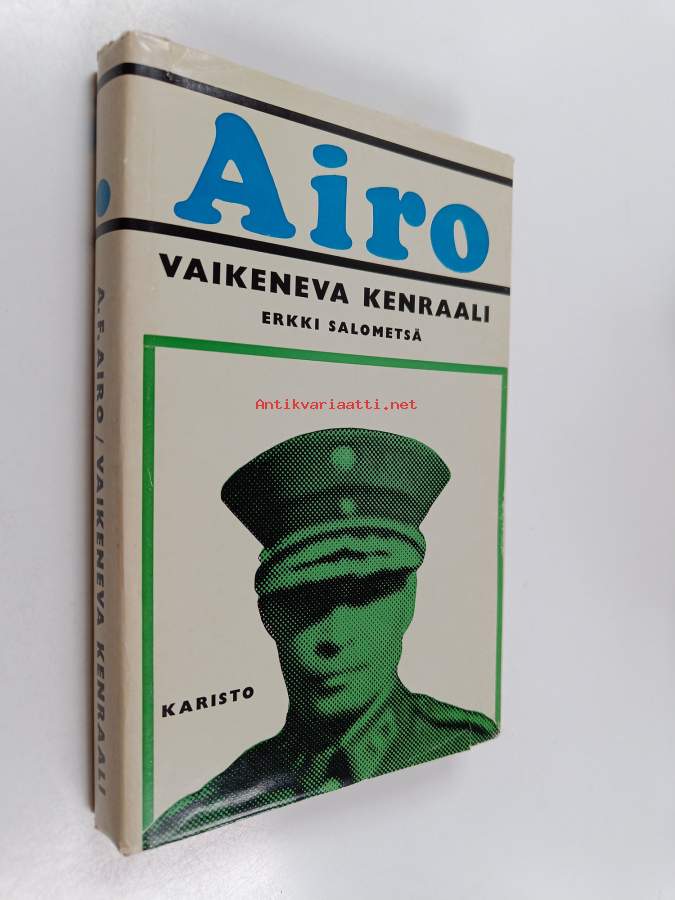 Airo
VAIKENEVA KENRAALI
ERKKI SALOMETSÄ
Antikvariaatti.net
KARISTO
A.F. AIRO / VAIKENEVA KENRAALI